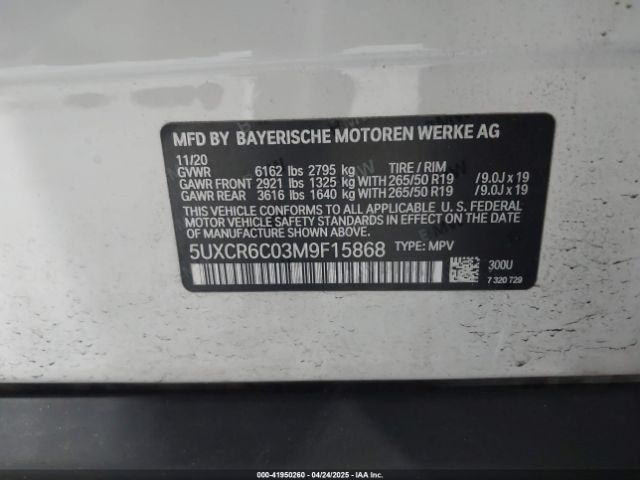 MFD BY BAYERISCHE MOTOREN WERKE AG
11/20
GVWR 6162 lbs 2795 kg TIRE / RIM
GAWR FRONT 2921 lbs 1325 kg WITH 265/50 R19 / 9.0J x 19
GAWR REAR 3616 lbs 1640 kg WITH 265/50 R19 / 9.0J x 19
THIS VEHICLE CONFORMS TO ALL APPLICABLE U. S. FEDERAL
MOTOR VEHICLE SAFETY STANDARDS IN EFFECT ON THE DATE OF
MANUFACTURE SHOWN ABOVE.
5UXCR6C03M9F15868 TYPE: MPV
300U
7 320 729
000-41950260 - 04/24/2025 - IAA Inc.